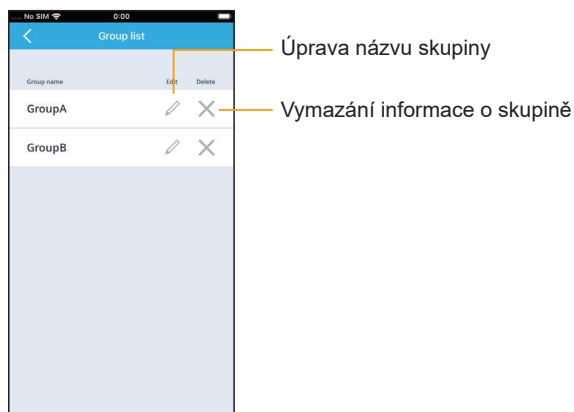 .... No SIM 0:00
Group list
Úprava názvu skupiny
Group name Edit Delete
GroupA
Vymazání informace o skupině
GroupB